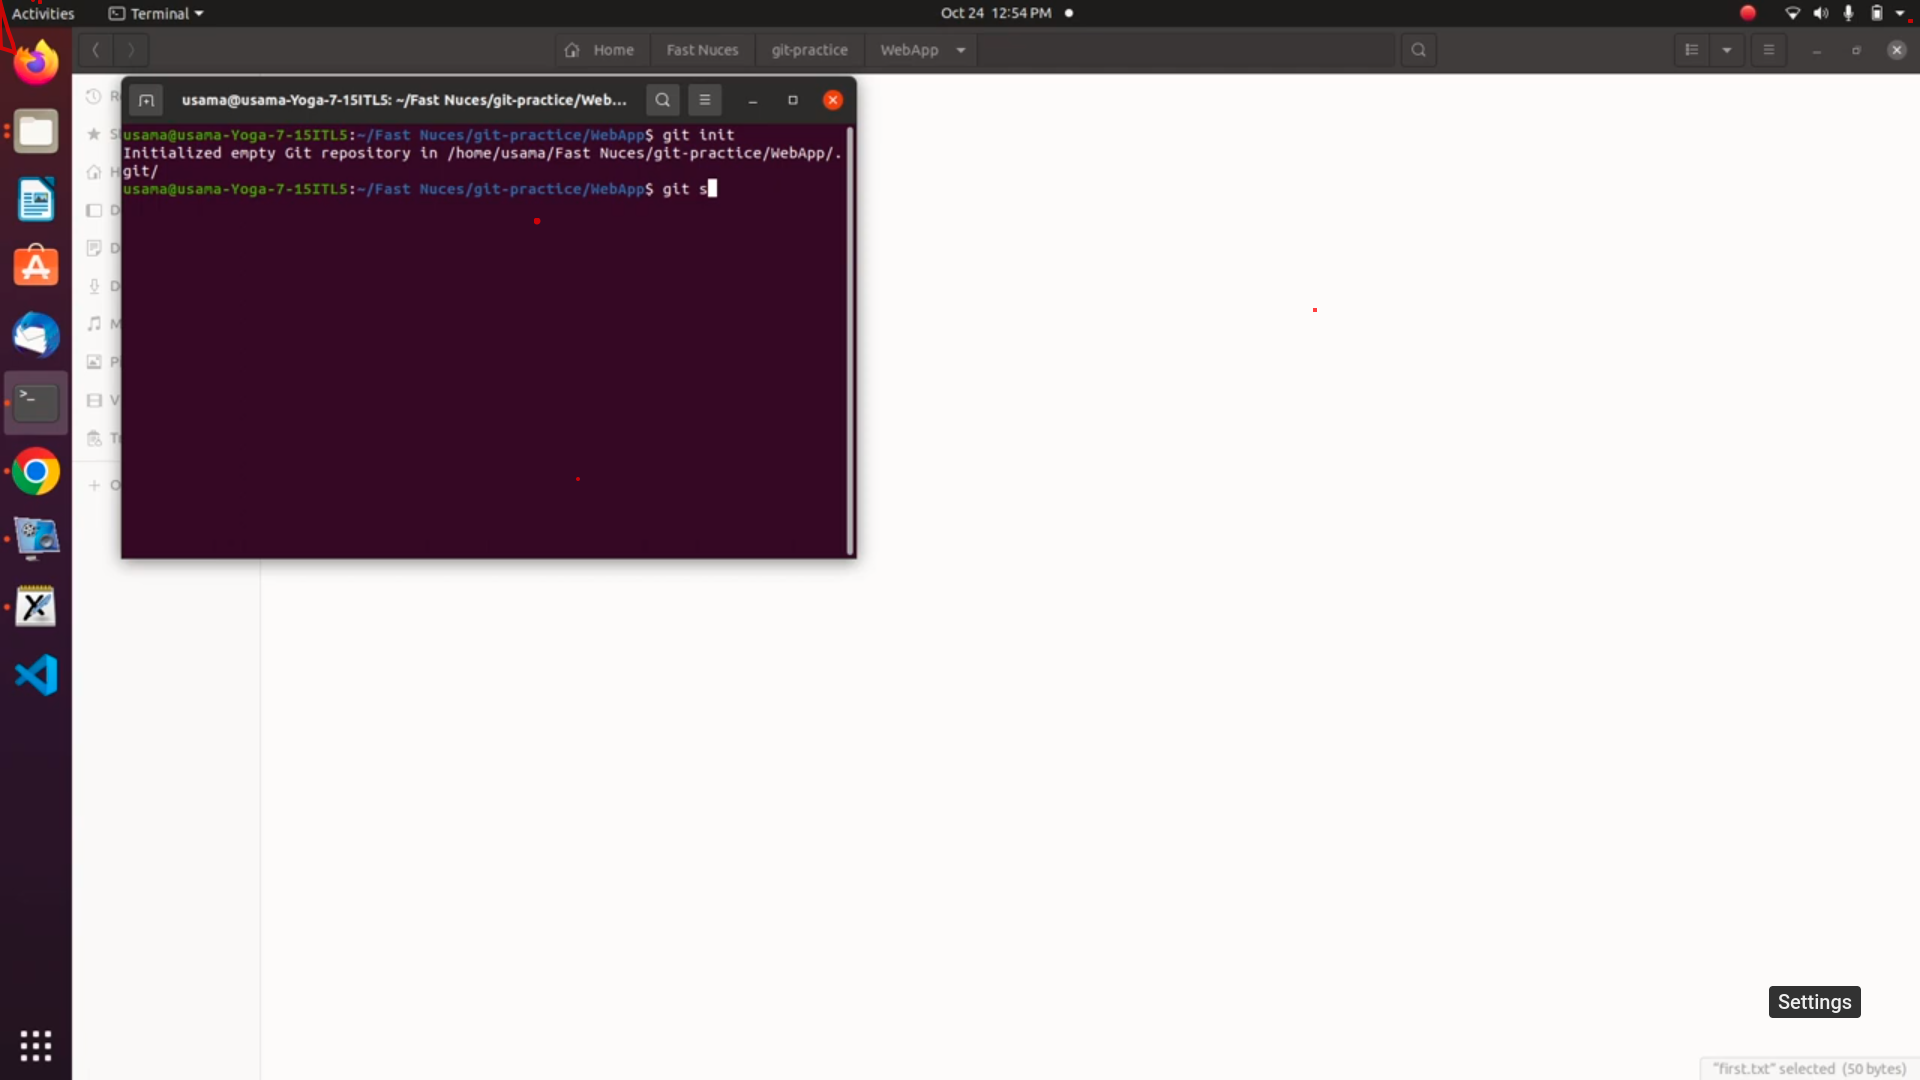 Activities
Terminal
Oct 24 12:54 PM
Home
Fast Nuces
git-practice
WebApp
usama@usama-Yoga-7-15ITL5: ~/Fast Nuces/git-practice/Web...
usama@usama-Yoga-7-15ITL5:~/Fast Nuces/git-practice/WebApp$ git init
Initialized empty Git repository in /home/usama/Fast Nuces/git-practice/WebApp/.
git/
usama@usama-Yoga-7-15ITL5:~/Fast Nuces/git-practice/WebApp$ git s
Settings
"first.txt" selected (50 bytes)